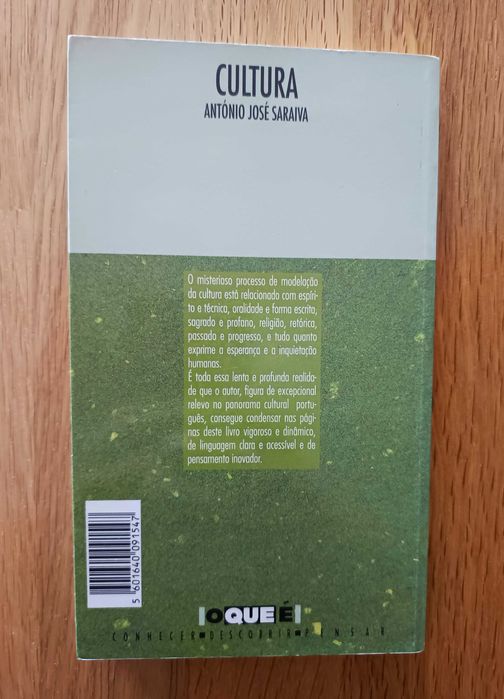 CULTURA
ANTÓNIO JOSÉ SARAIVA
O misterioso processo de modelação
da cultura está relacionado com espíri-
to e técnica, oralidade e forma escrita,
sagrado e profano, religião, retórica,
passado e progresso, e tudo quanto
exprime a esperança e a inquietação
humanas.
É toda essa lenta e profunda realida-
de que o autor, figura de excepcional
relevo no panorama cultural portu-
guês, consegue condensar nas pági-
nas deste livro vigoroso e dinâmico,
de linguagem clara e acessível e de
pensamento inovador.
5 601640 091547
O QUE É
CONHECER DESCOBRIR PENSAR